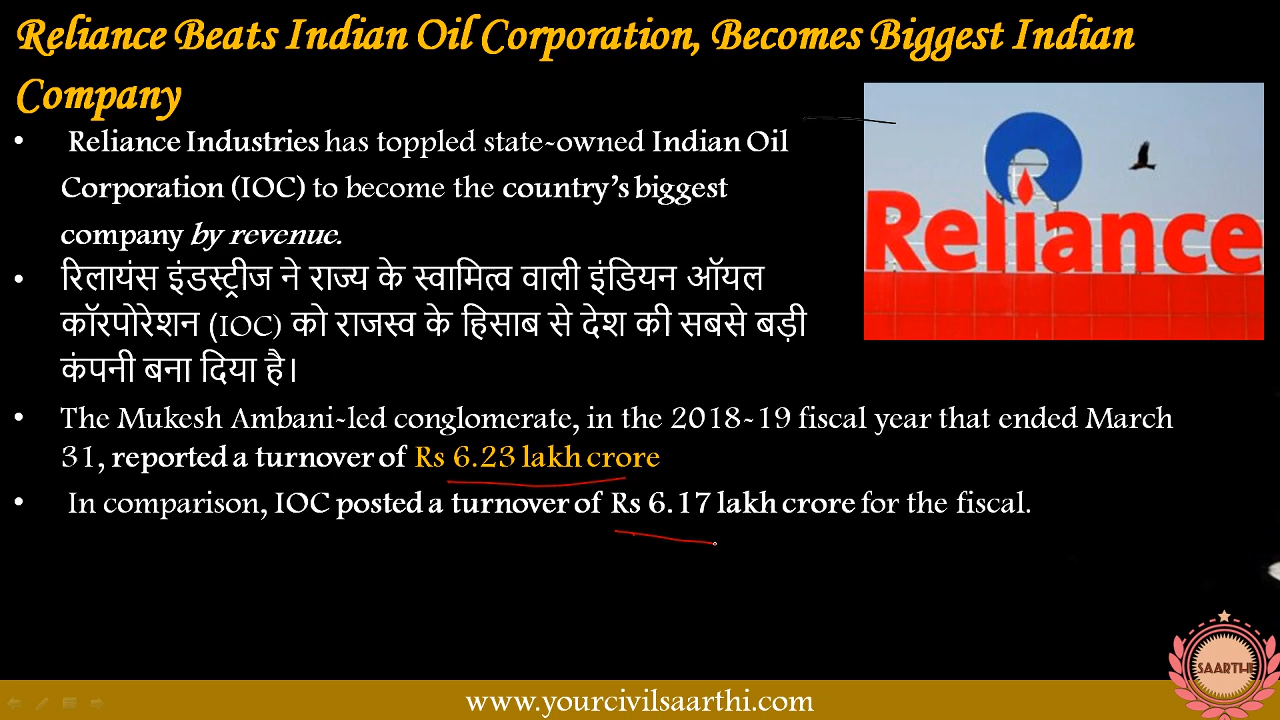 Reliance Beats Indian Oil Corporation, Becomes Biggest Indian
Company
• Reliance Industries has toppled state-owned Indian Oil
Corporation (IOC) to become the country's biggest
company by revenue.
Reliance
• रिलायंस इंडस्ट्रीज ने राज्य के स्वामित्व वाली इंडियन ऑयल
कॉरपोरेशन (IOC) को राजस्व के हिसाब से देश की सबसे बड़ी
कंपनी बना दिया है।
• The Mukesh Ambani-led conglomerate, in the 2018-19 fiscal year that ended March
31, reported a turnover of Rs 6.23 lakh crore
• In comparison, IOC posted a turnover of Rs 6.17 lakh crore for the fiscal.
SAARTHI
www.yourcivilsaarthi.com